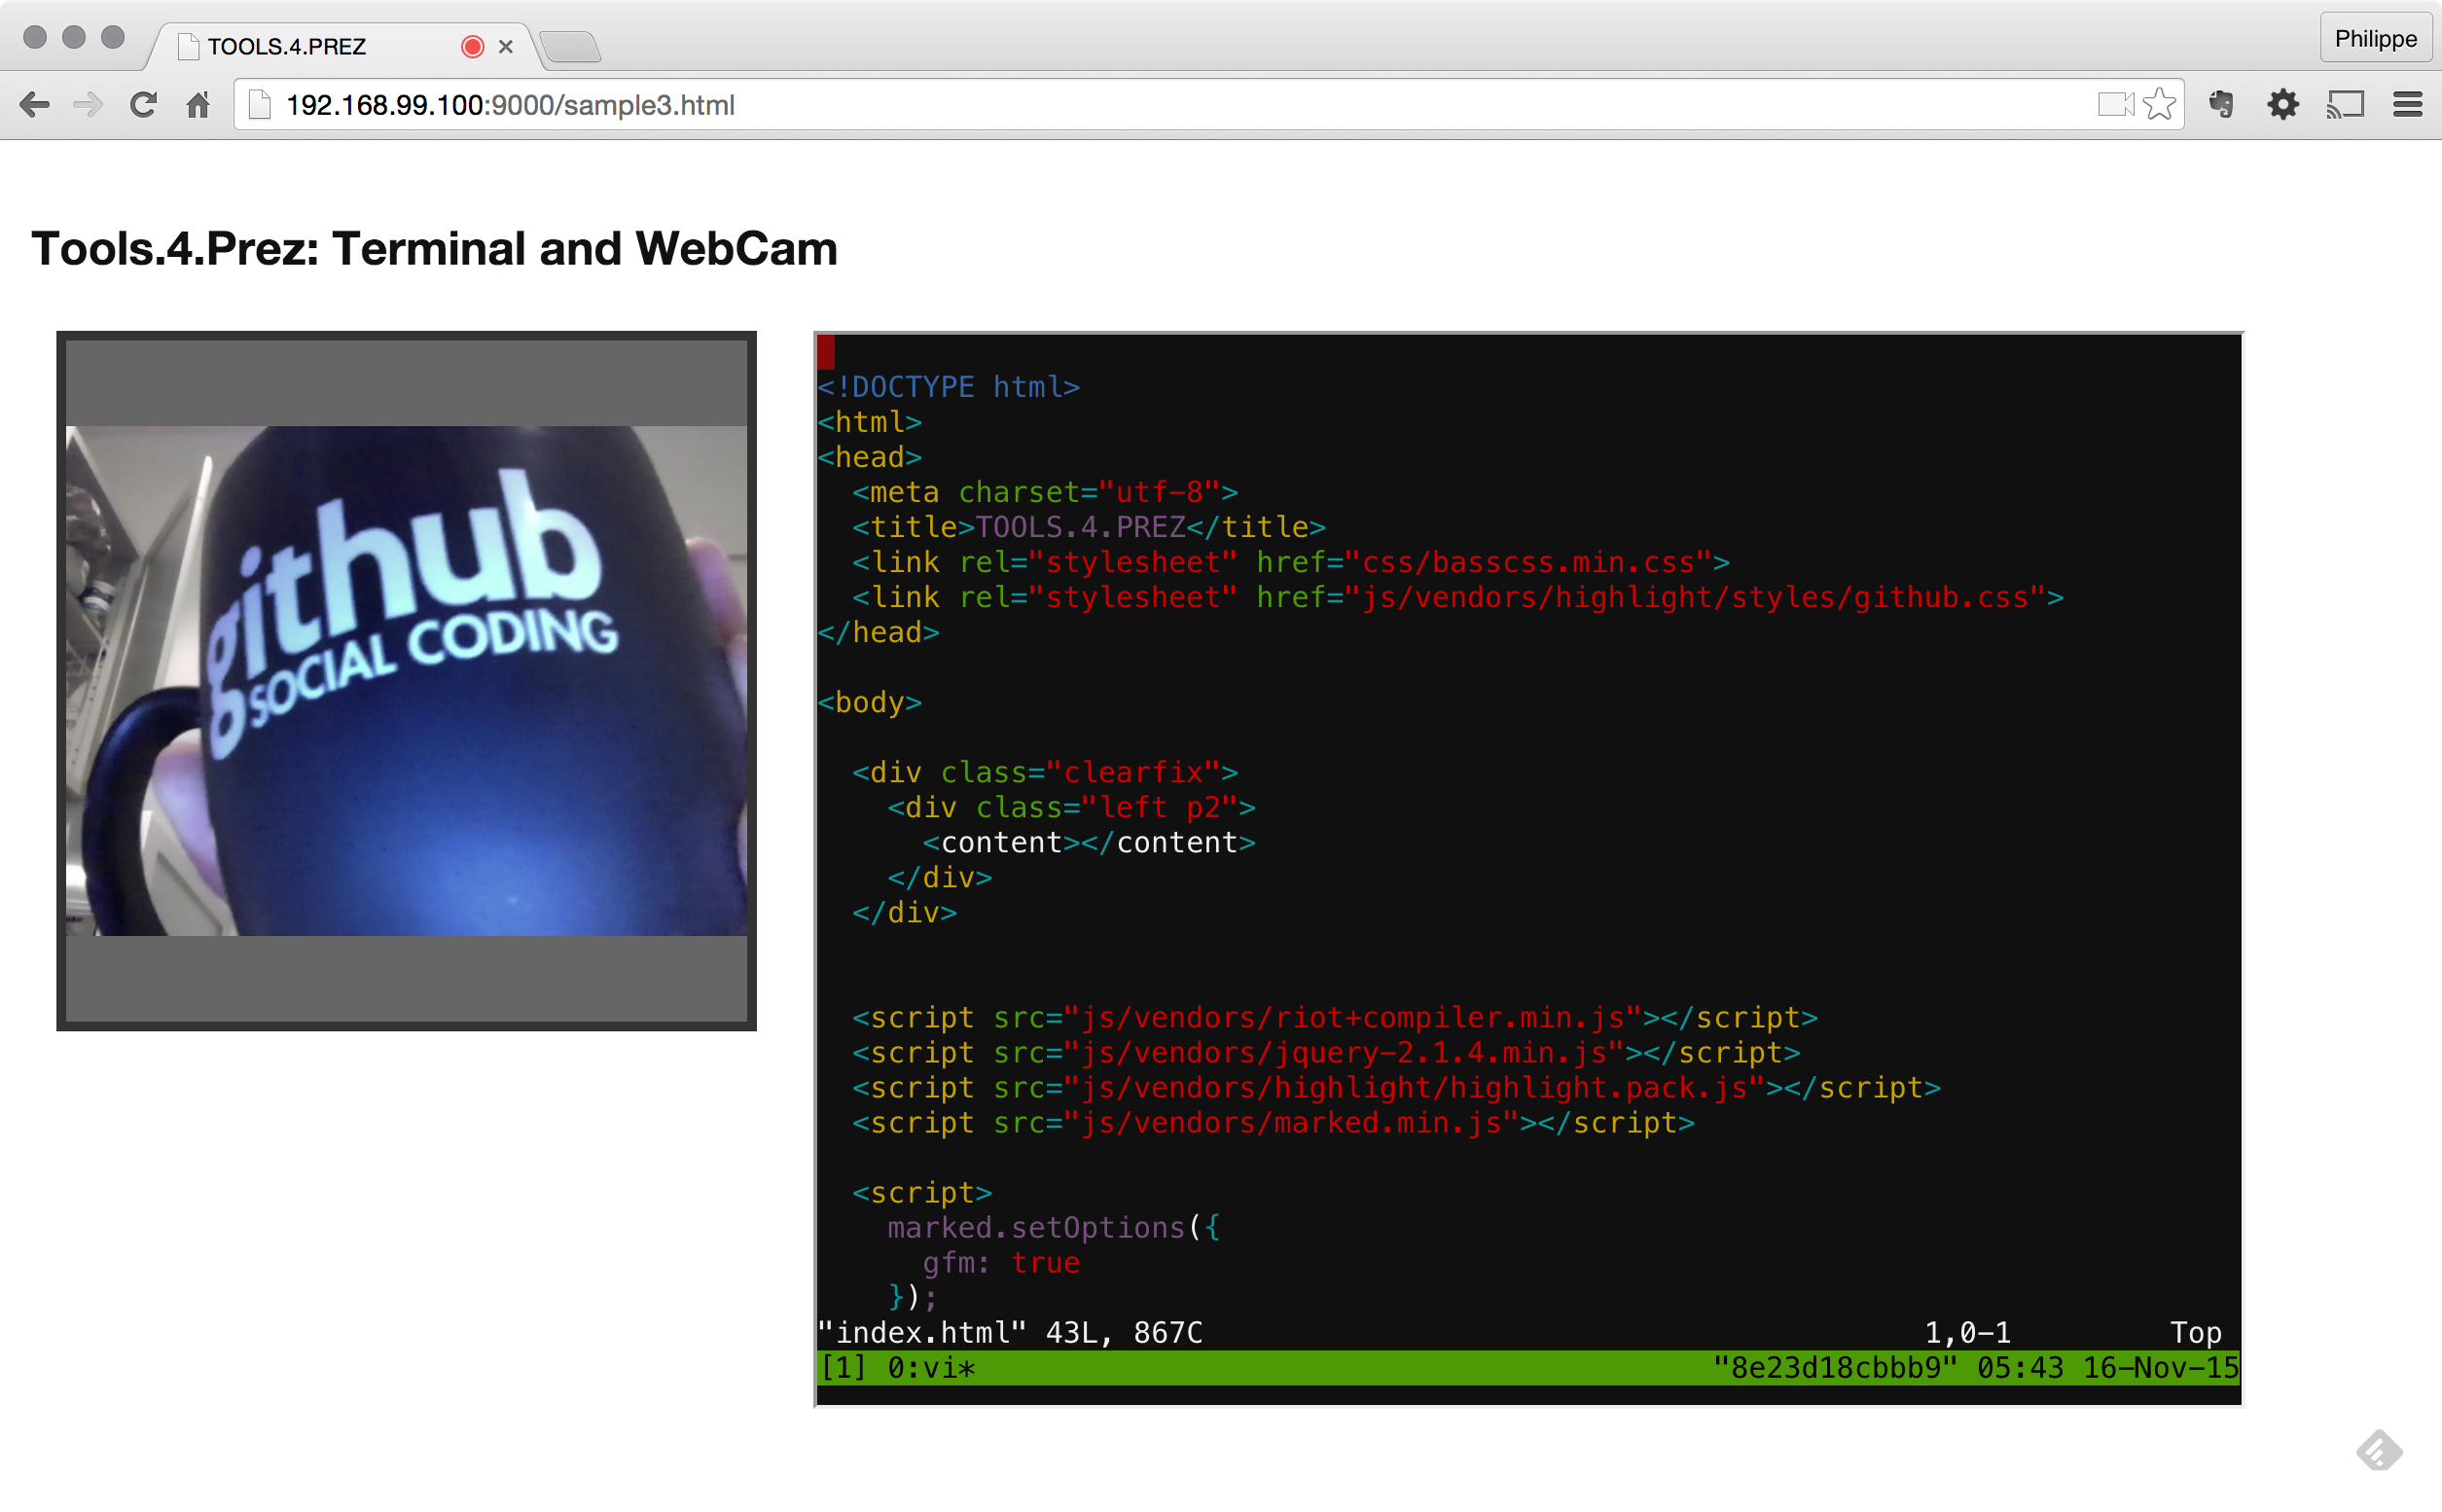 TOOLS.4.PREZ
Philippe
192.168.99.100:9000/sample3.html
Tools.4.Prez: Terminal and WebCam
github
SOCIAL CODING
<!DOCTYPE html>
<html>
<head>
  <meta charset="utf-8">
  <title>TOOLS.4.PREZ</title>
  <link rel="stylesheet" href="css/basscss.min.css">
  <link rel="stylesheet" href="js/vendors/highlight/styles/github.css">
</head>
<body>
  <div class="clearfix">
    <div class="left p2">
      <content></content>
    </div>
  </div>
  <script src="js/vendors/riot+compiler.min.js"></script>
  <script src="js/vendors/jquery-2.1.4.min.js"></script>
  <script src="js/vendors/highlight/highlight.pack.js"></script>
  <script src="js/vendors/marked.min.js"></script>
  <script>
    marked.setOptions({
      gfm: true
    });
"index.html" 43L, 867C 1,0-1 Top
[1] 0:vi* "8e23d18cbbb9" 05:43 16-Nov-15